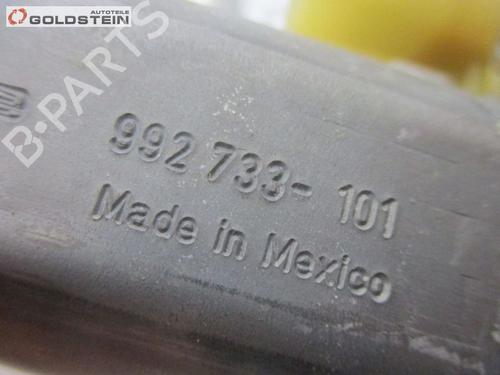 AUTOTEILE
GOLDSTEIN
B-PARTS
992 733- 101
Made in Mexico